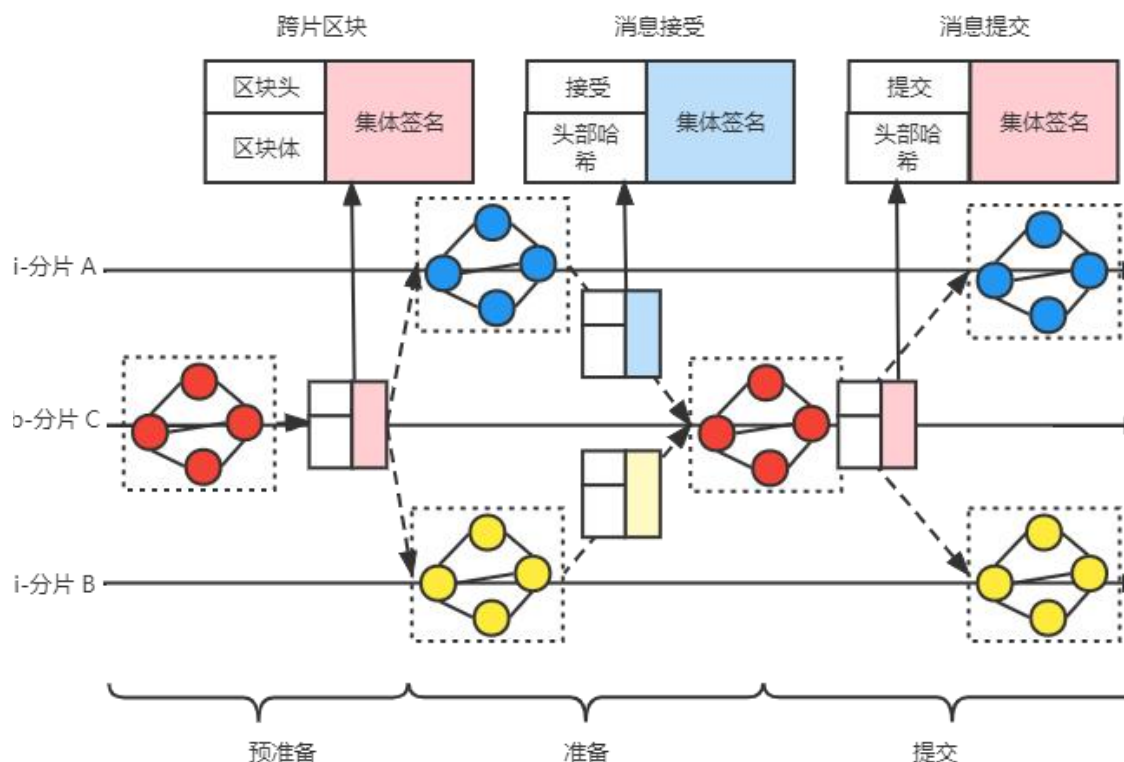 跨片区块
消息接受
消息提交
区块头
区块体
集体签名
接受
头部哈
希
集体签名
提交
头部哈
希
集体签名
i-分片 A
b-分片 C
i-分片 B
预准备
准备
提交